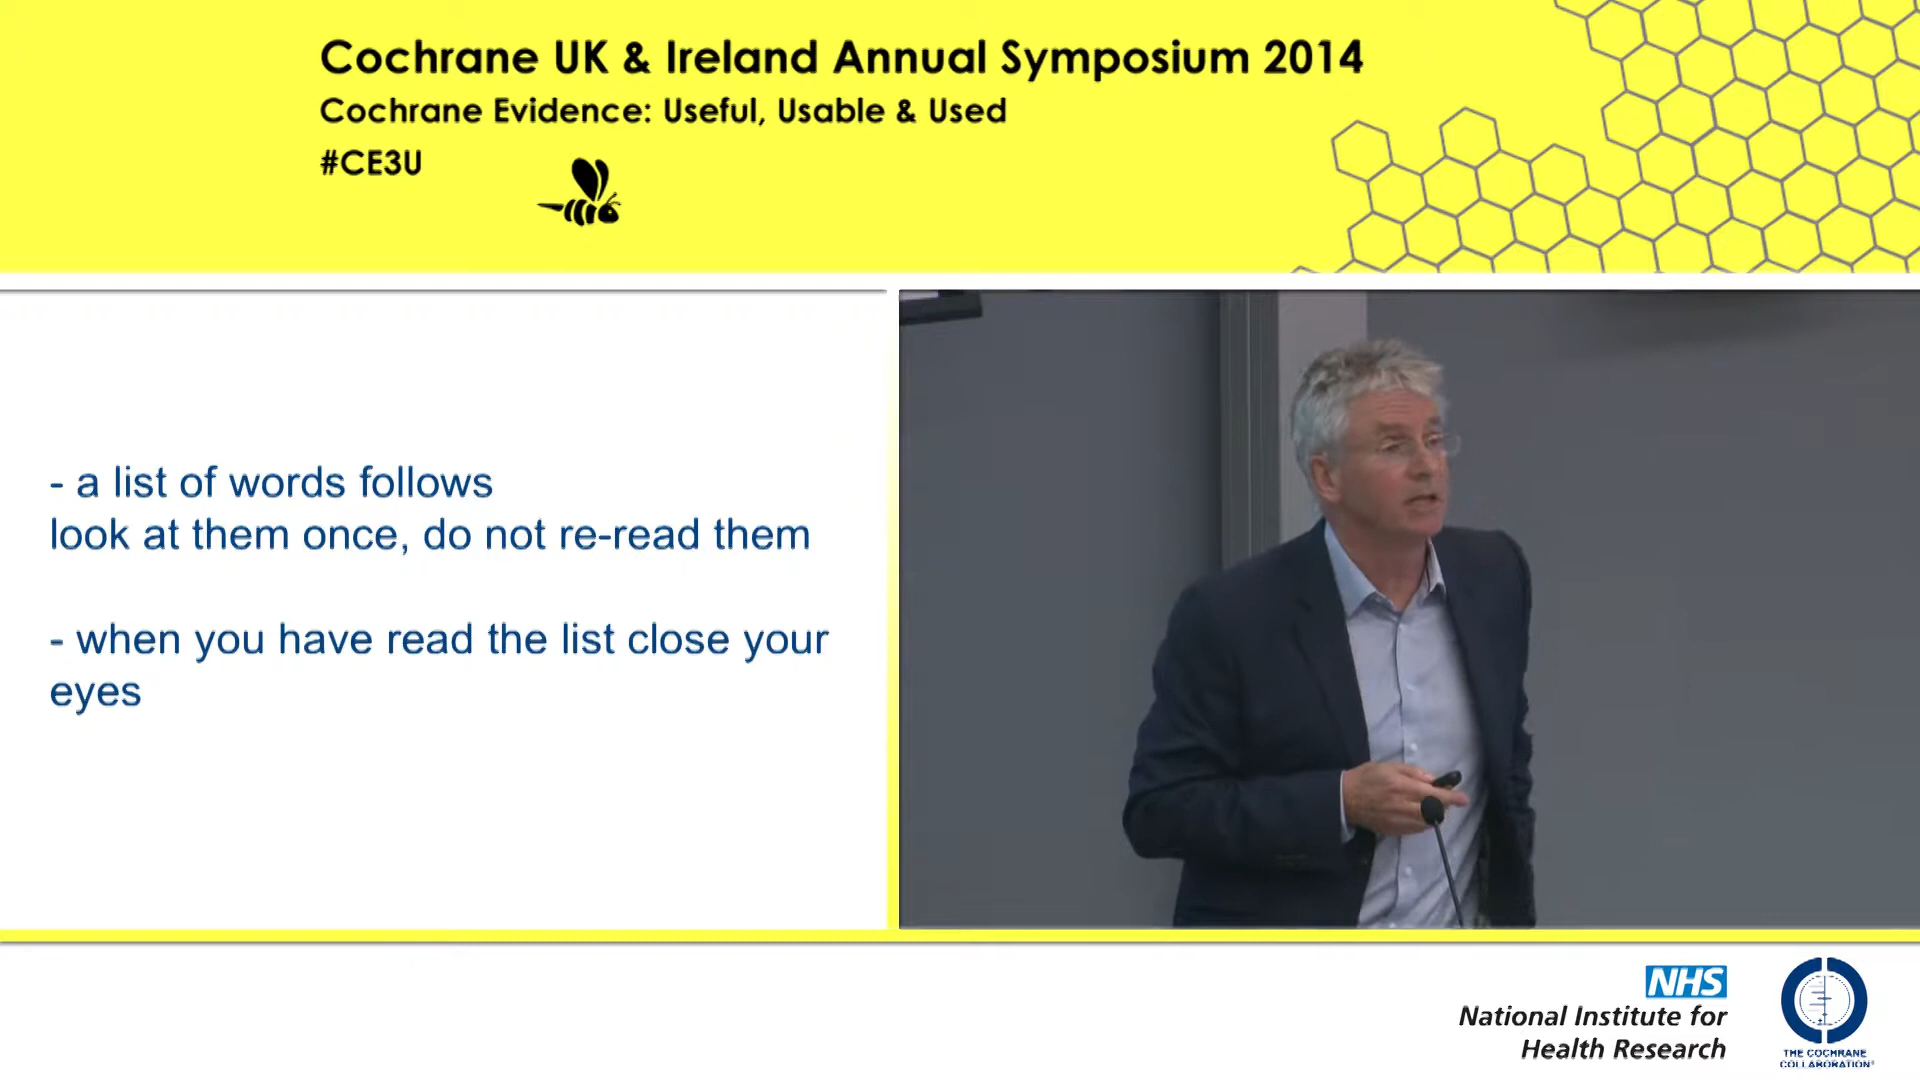 Cochrane UK & Ireland Annual Symposium 2014
Cochrane Evidence: Useful, Usable & Used
#CE3U
- a list of words follows
look at them once, do not re-read them
- when you have read the list close your
eyes
NHS
National Institute for
Health Research
THE COCHRANE
COLLABORATION®